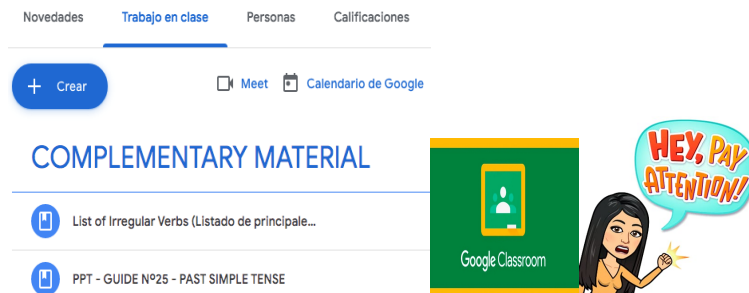 Novedades Trabajo en clase Personas Calificaciones
+ Crear Meet Calendario de Google
COMPLEMENTARY MATERIAL
List of Irregular Verbs (Listado de principale...
PPT - GUIDE Nº25 - PAST SIMPLE TENSE
Google Classroom
HEY, PAY
ATTENTION!